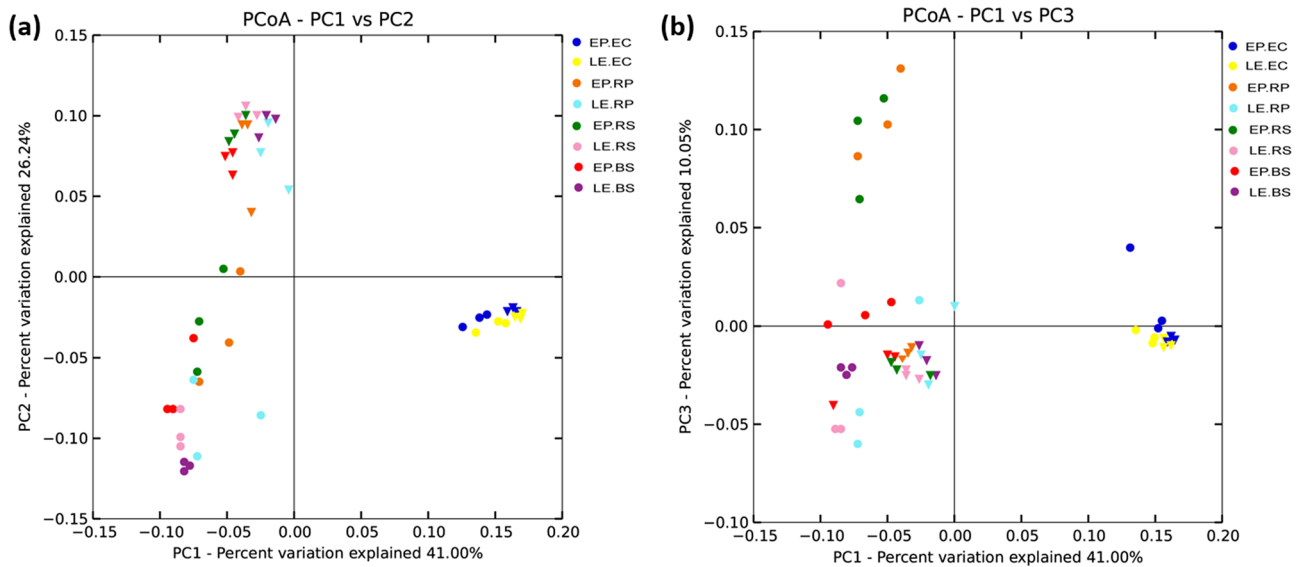 (a)
PCoA - PC1 vs PC2
0.15
0.10
0.05
0.00
−0.05
−0.10
−0.15
−0.15 −0.10 −0.05 0.00 0.05 0.10 0.15 0.20
PC2 - Percent variation explained 26.24%
PC1 - Percent variation explained 41.00%
EP.EC
LE.EC
EP.RP
LE.RP
EP.RS
LE.RS
EP.BS
LE.BS
(b)
PCoA - PC1 vs PC3
0.15
0.10
0.05
0.00
−0.05
−0.10
−0.15 −0.10 −0.05 0.00 0.05 0.10 0.15 0.20
PC3 - Percent variation explained 10.05%
PC1 - Percent variation explained 41.00%
EP.EC
LE.EC
EP.RP
LE.RP
EP.RS
LE.RS
EP.BS
LE.BS